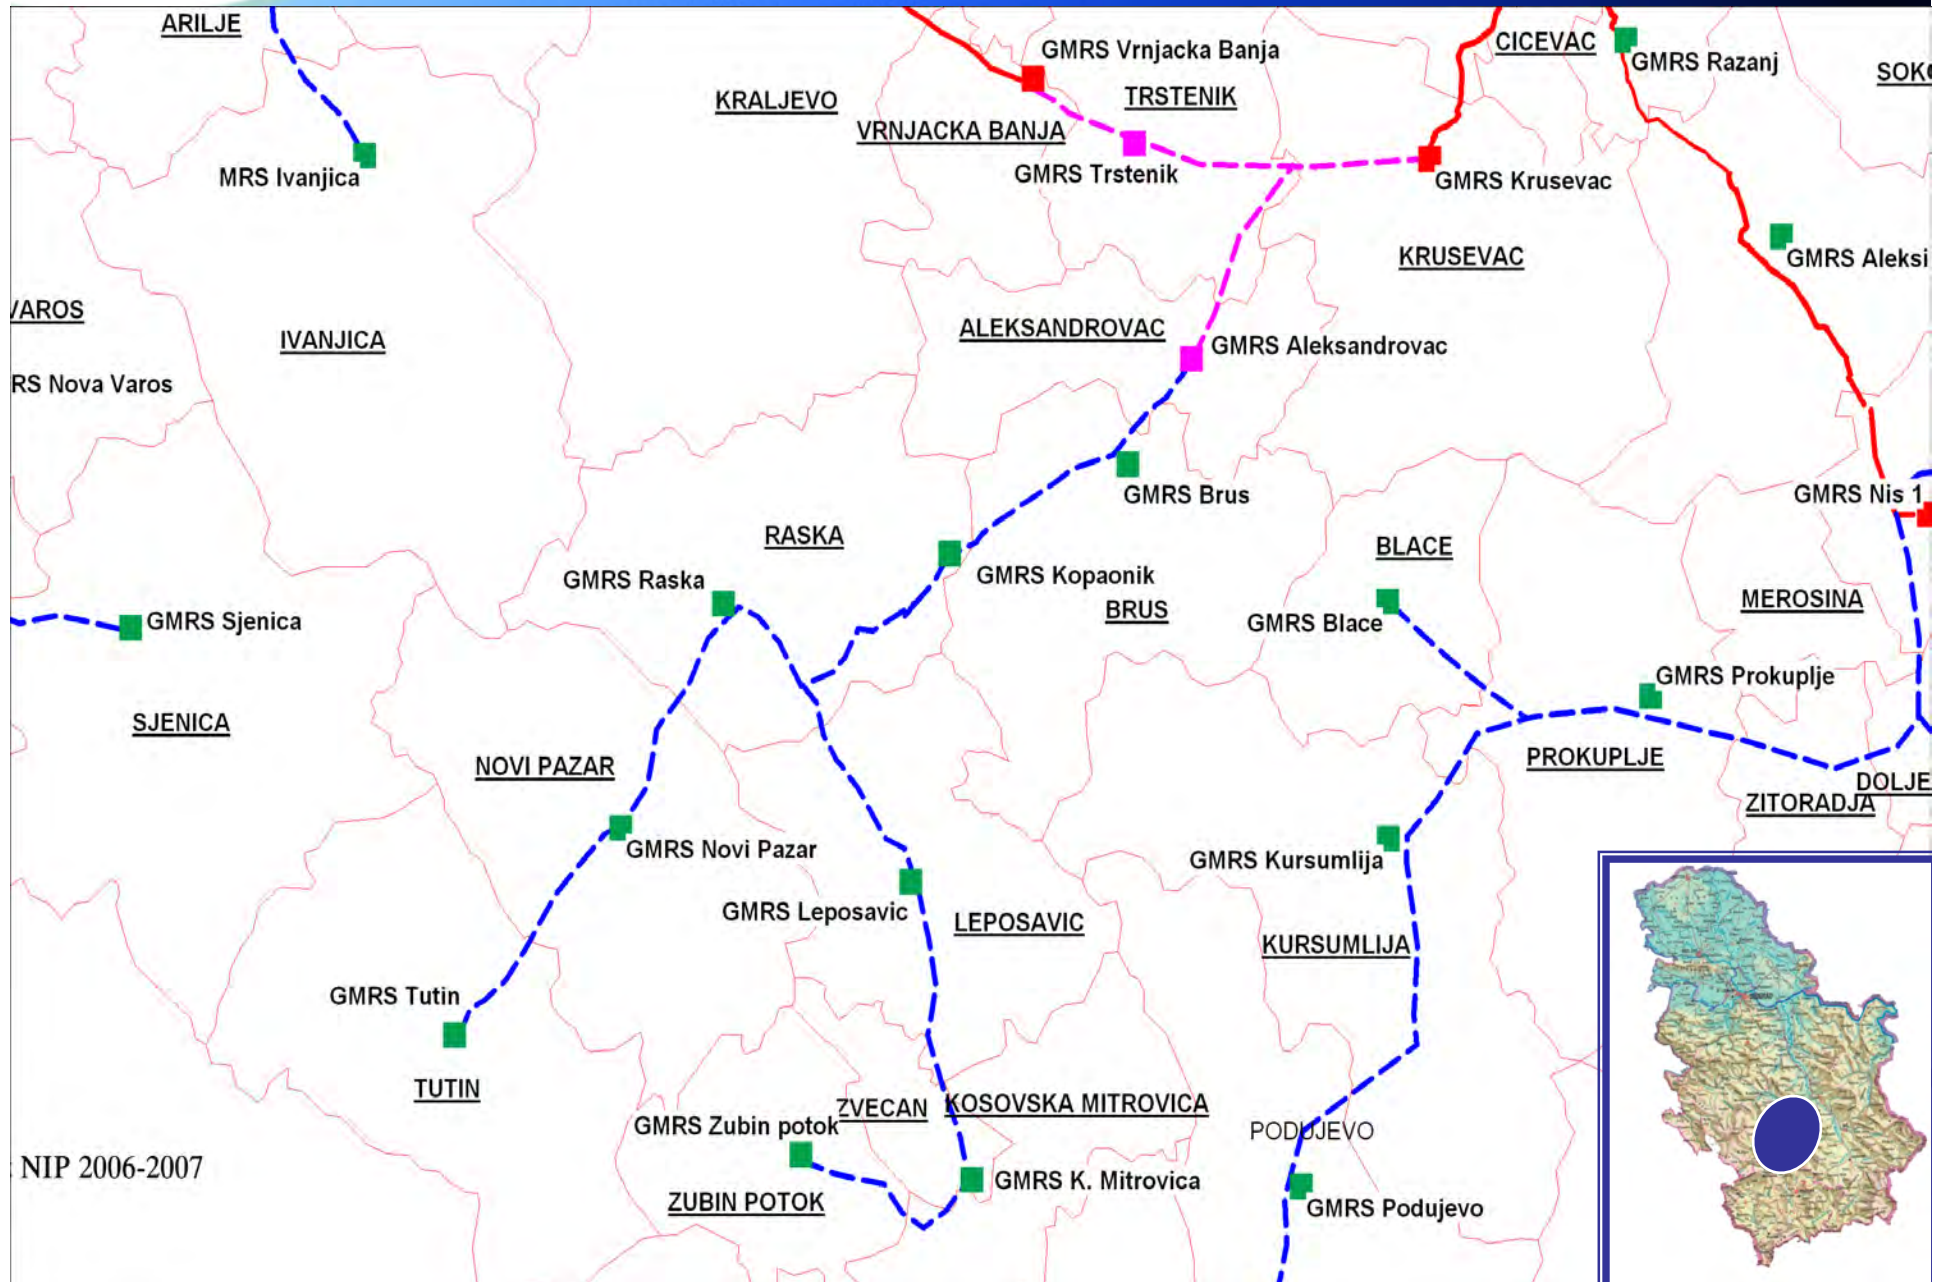 ARILJE
GMRS Vrnjacka Banja
CICEVAC
GMRS Razanj
SOKO
KRALJEVO
TRSTENIK
VRNJACKA BANJA
MRS Ivanjica
GMRS Trstenik
GMRS Krusevac
KRUSEVAC
GMRS Aleksi
VAROS
IVANJICA
ALEKSANDROVAC
GMRS Aleksandrovac
RS Nova Varos
GMRS Brus
GMRS Nis 1
RASKA
BLACE
GMRS Raska
GMRS Kopaonik
BRUS
GMRS Blace
MEROSINA
GMRS Sjenica
GMRS Prokuplje
SJENICA
NOVI PAZAR
PROKUPLJE
DOLJE
ZITORADJA
GMRS Novi Pazar
GMRS Kursumlija
GMRS Leposavic
LEPOSAVIC
KURSUMLIJA
GMRS Tutin
TUTIN
ZVECAN
KOSOVSKA MITROVICA
GMRS Zubin potok
PODUJEVO
: NIP 2006-2007
GMRS K. Mitrovica
ZUBIN POTOK
GMRS Podujevo